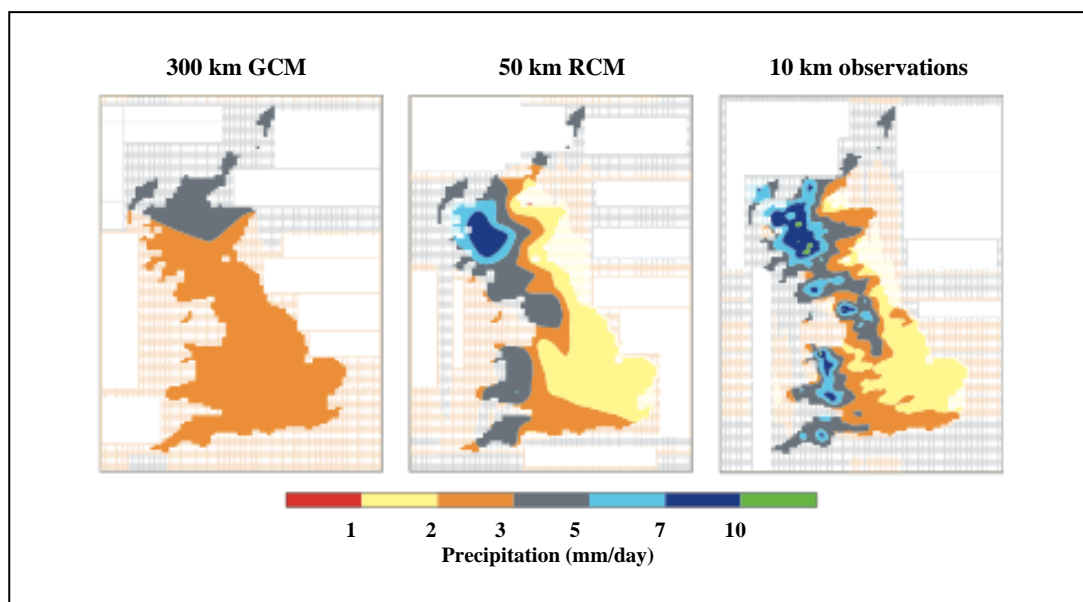 300 km GCM
50 km RCM
10 km observations
1 2 3 5 7 10
Precipitation (mm/day)